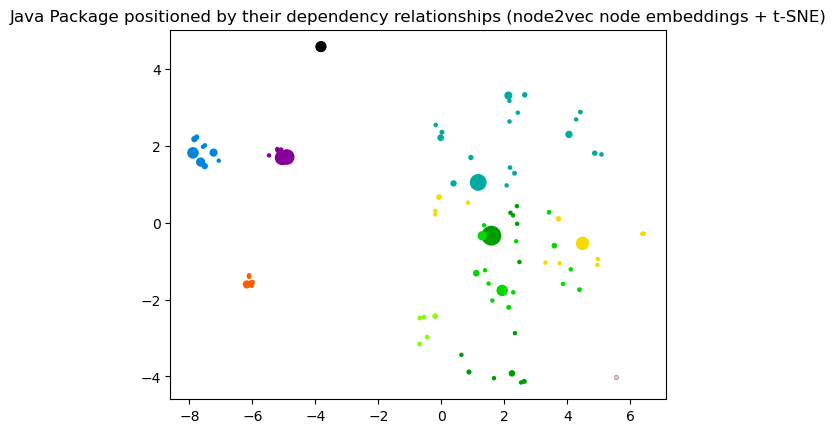 Java Package positioned by their dependency relationships (node2vec node embeddings + t-SNE)
4
2
0
−2
−4
−8 −6 −4 −2 0 2 4 6